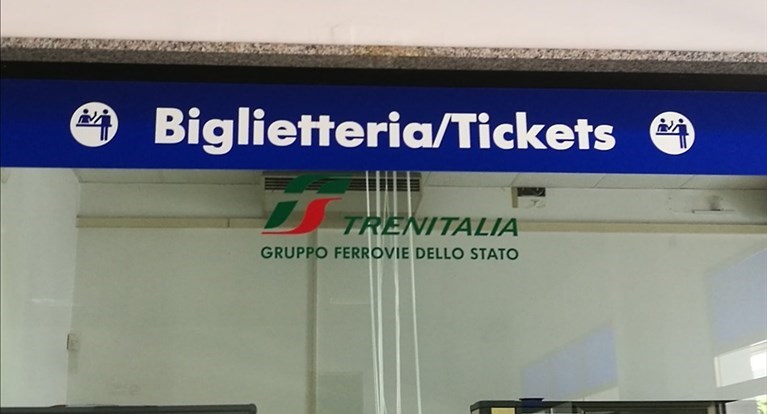 Biglietteria/Tickets
TRENITALIA
GRUPPO FERROVIE DELLO STATO